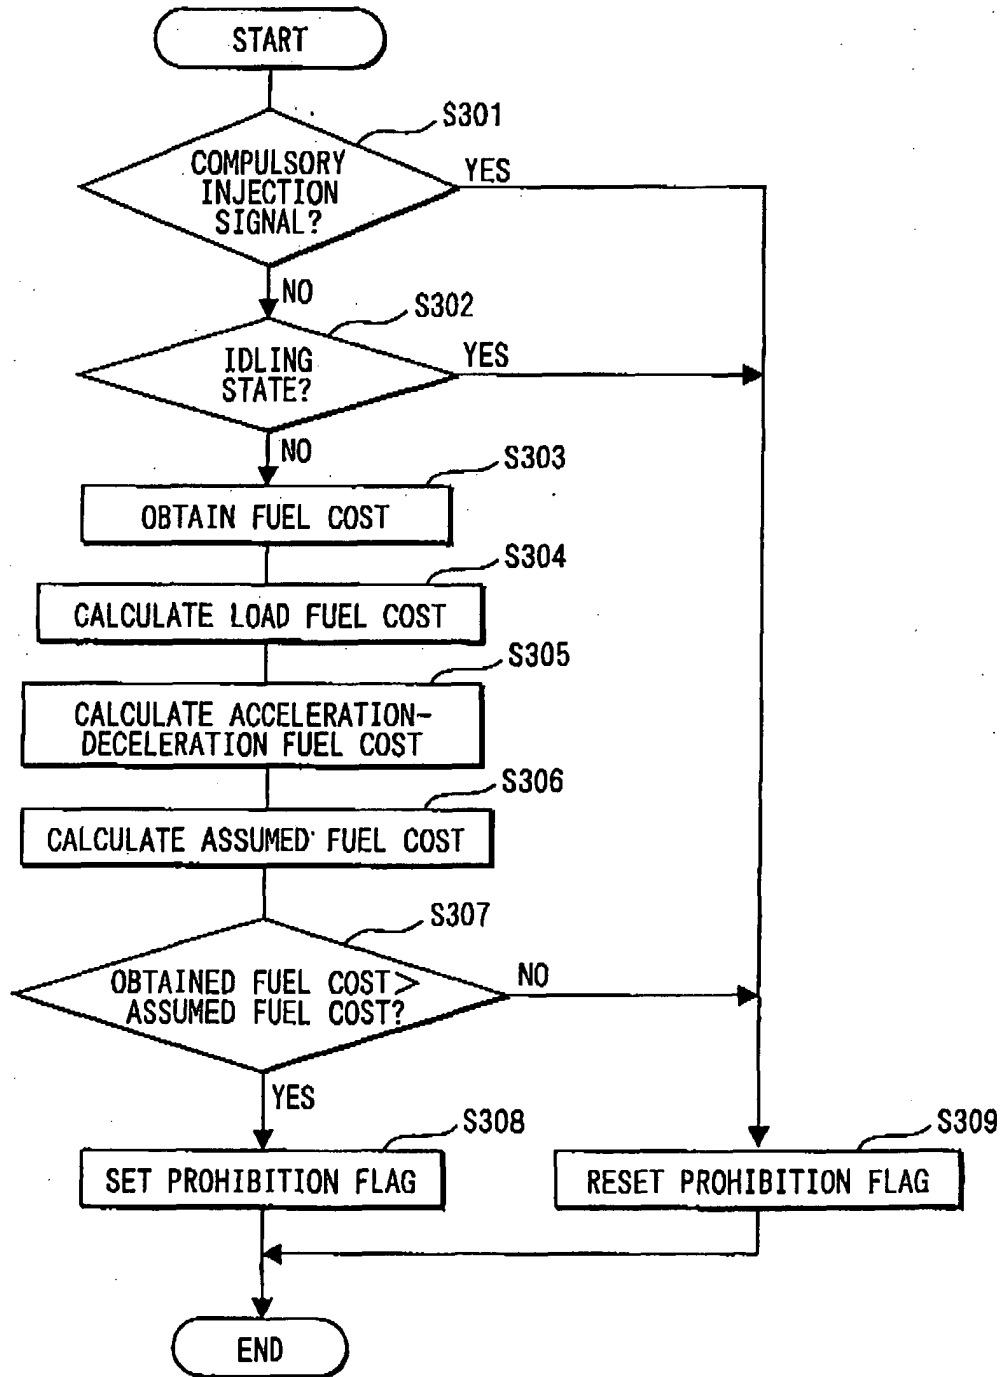 START
S301
COMPULSORY
INJECTION
SIGNAL?
YES
NO
S302
IDLING
STATE?
YES
NO
S303
OBTAIN FUEL COST
S304
CALCULATE LOAD FUEL COST
S305
CALCULATE ACCELERATION-
DECELERATION FUEL COST
S306
CALCULATE ASSUMED FUEL COST
S307
OBTAINED FUEL COST>
ASSUMED FUEL COST?
NO
YES
S308
SET PROHIBITION FLAG
S309
RESET PROHIBITION FLAG
END